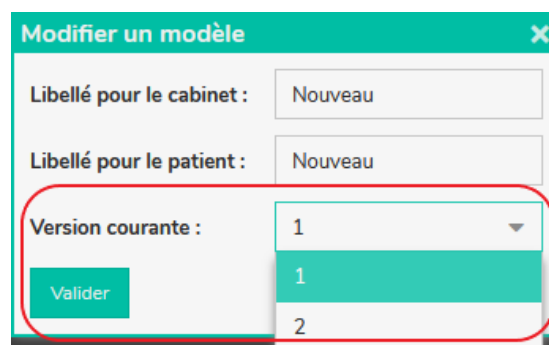 Modifier un modèle
Libellé pour le cabinet : Nouveau
Libellé pour le patient : Nouveau
Version courante : 1
1
Valider
2